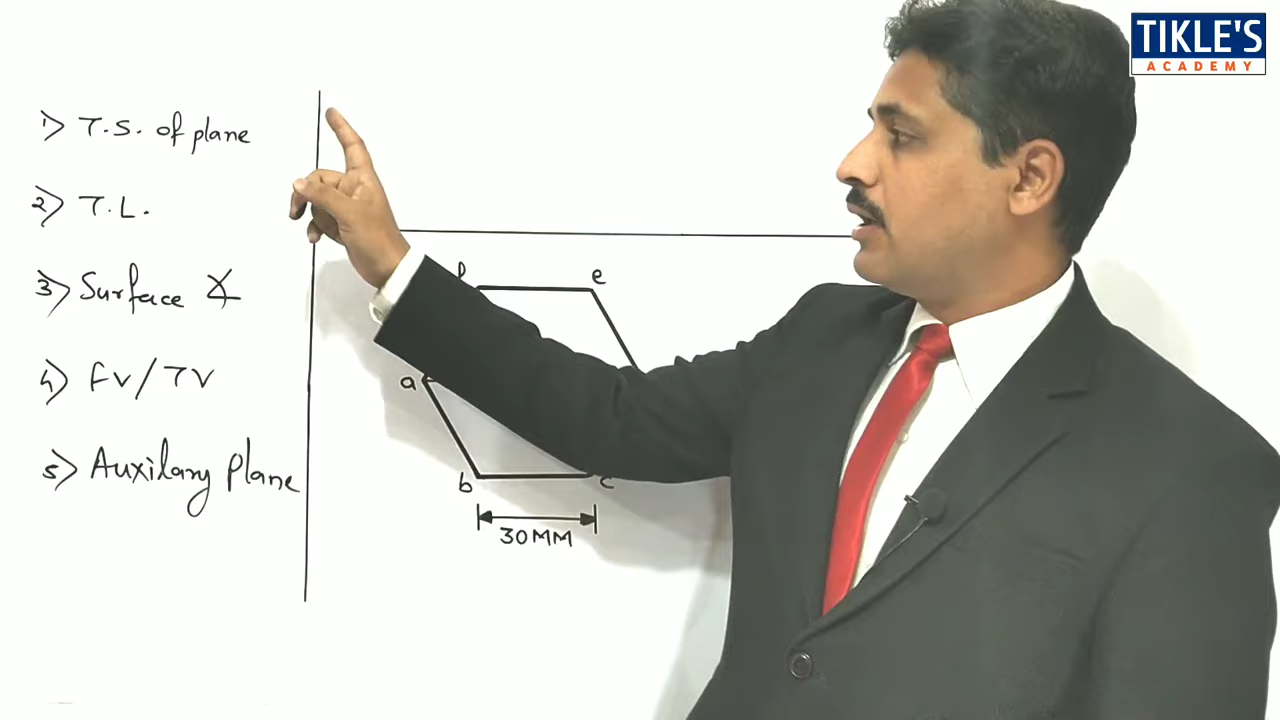 TIKLE'S
ACADEMY
1) T.S. of plane
2) T.L.
3) Surface ∡
4) FV/TV
5) Auxilary Plane
e
a
b
c
30MM